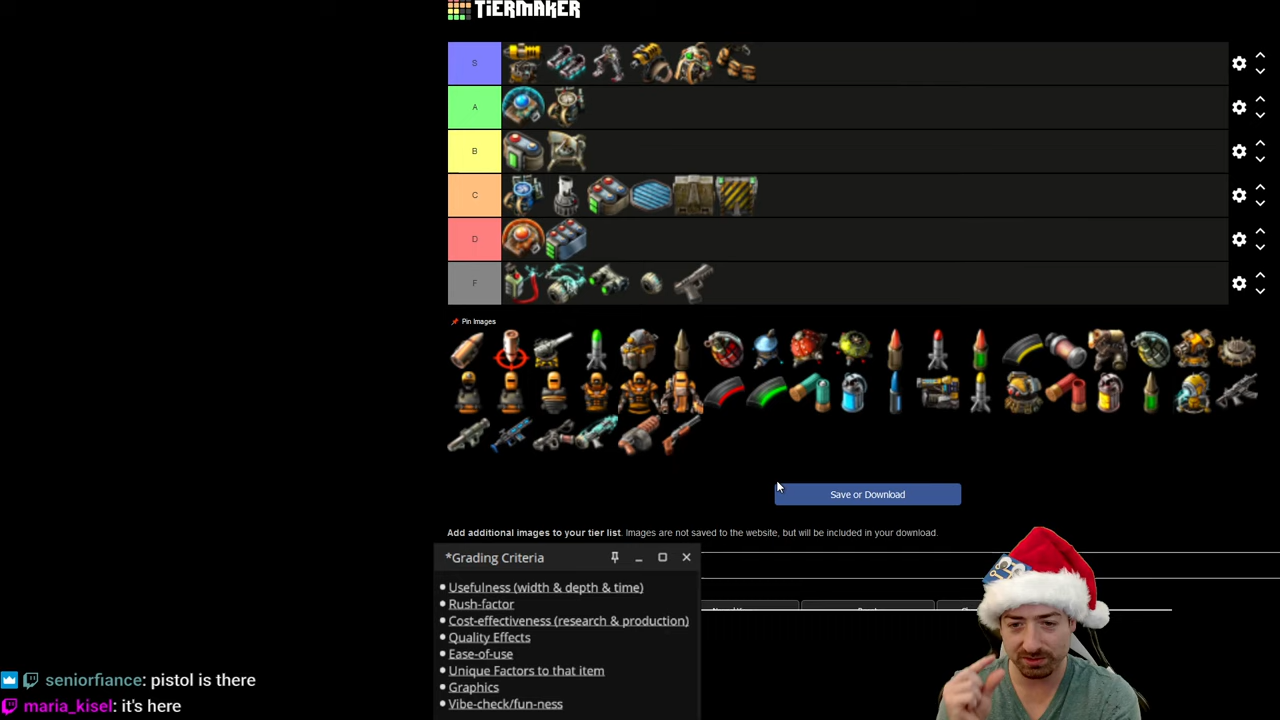 TIERMAKER
S
A
B
C
D
F
Pin Images
Save or Download
Add additional images to your tier list. Images are not saved to the website, but will be included in your download.
*Grading Criteria
Usefulness (width & depth & time)
Rush-factor
Cost-effectiveness (research & production)
Quality Effects
Ease-of-use
Unique Factors to that item
Graphics
Vibe-check/fun-ness
seniorfiance: pistol is there
maria_kisel: it's here